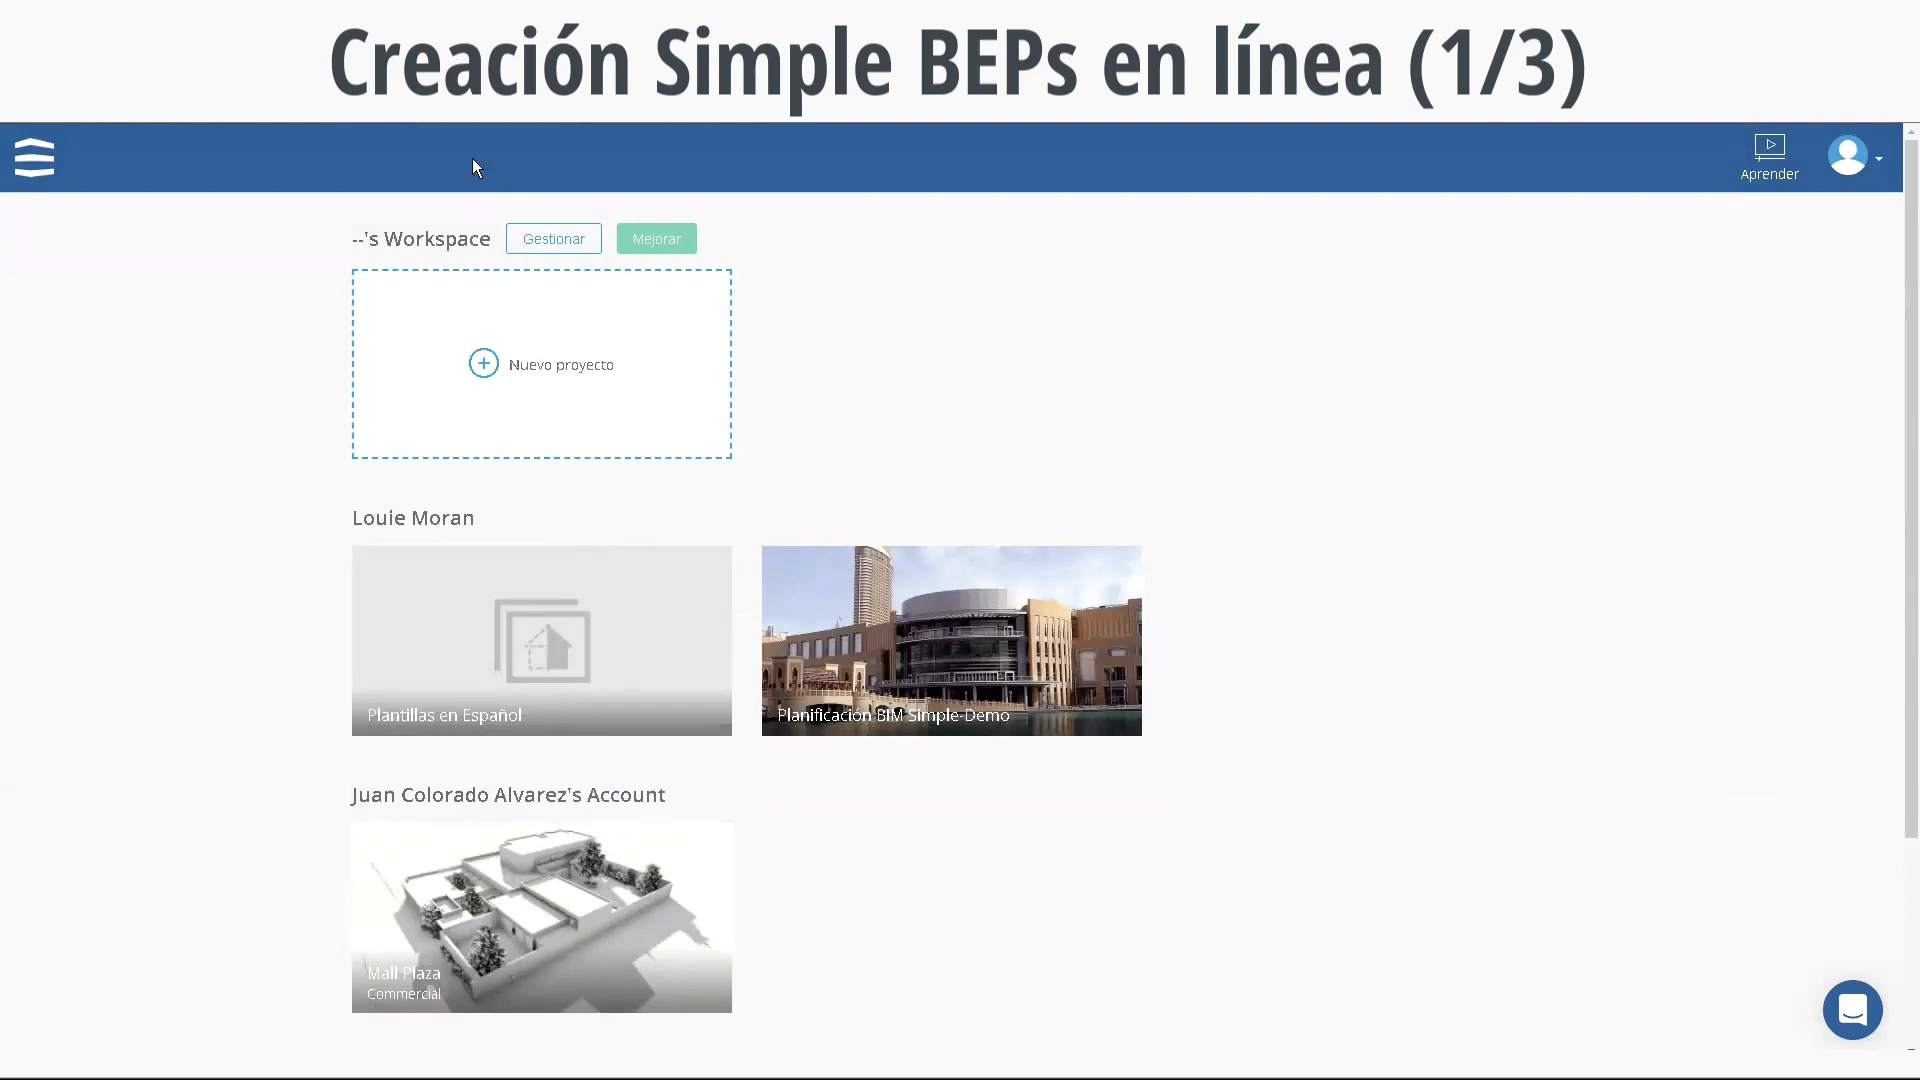 Creación Simple BEPs en línea (1/3)
Aprender
--'s Workspace
Gestionar
Mejorar
Nuevo proyecto
Louie Moran
Plantillas en Español
Planificación BIM Simple-Demo
Juan Colorado Alvarez's Account
Mall Plaza
Commercial